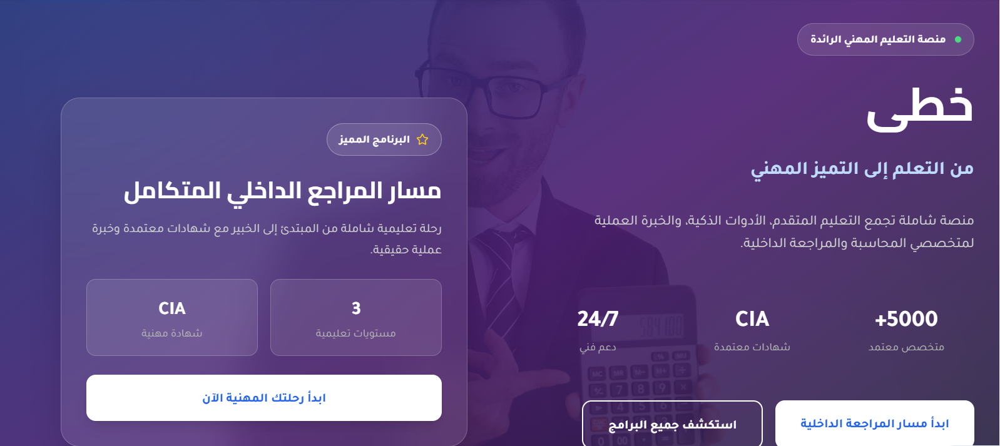 منصة التعليم المهني الرائدة
خطى
من التعلم إلى التميز المهني
منصة شاملة تجمع التعليم المتقدم، الأدوات الذكية، والخبرة العملية
لمتخصصي المحاسبة والمراجعة الداخلية.
+5000
متخصص معتمد
CIA
شهادات معتمدة
24/7
دعم فني
ابدأ مسار المراجعة الداخلية
استكشف جميع البرامج
البرنامج المميز
مسار المراجع الداخلي المتكامل
رحلة تعليمية شاملة من المبتدئ إلى الخبير مع شهادات معتمدة وخبرة
عملية حقيقية.
3
مستويات تعليمية
CIA
شهادة مهنية
ابدأ رحلتك المهنية الآن